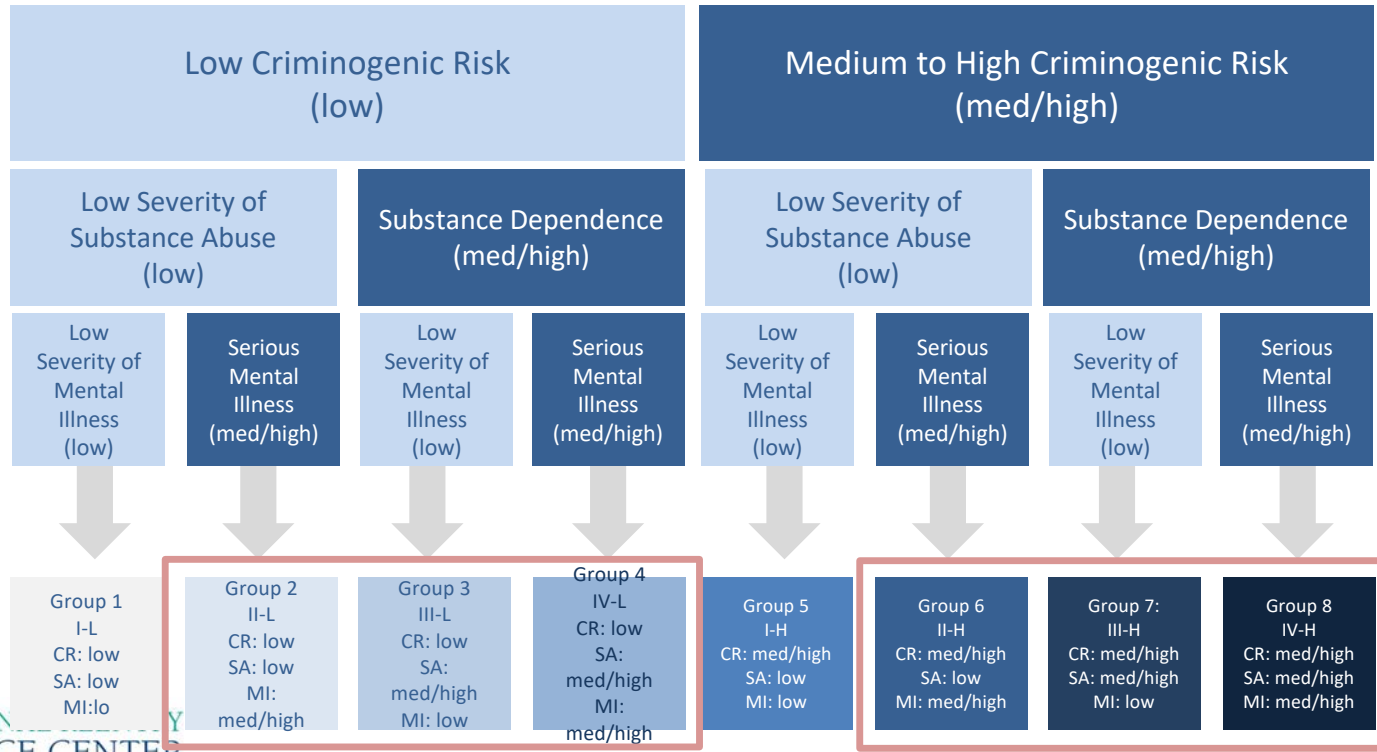 Low Criminogenic Risk
(low)
Medium to High Criminogenic Risk
(med/high)
Low Severity of
Substance Abuse
(low)
Substance Dependence
(med/high)
Low Severity of
Substance Abuse
(low)
Substance Dependence
(med/high)
Low
Severity of
Mental
Illness
(low)
Serious
Mental
Illness
(med/high)
Low
Severity of
Mental
Illness
(low)
Serious
Mental
Illness
(med/high)
Low
Severity of
Mental
Illness
(low)
Serious
Mental
Illness
(med/high)
Low
Severity of
Mental
Illness
(low)
Serious
Mental
Illness
(med/high)
Group 1
I-L
CR: low
SA: low
MI:lo
Group 2
II-L
CR: low
SA: low
MI:
med/high
Group 3
III-L
CR: low
SA:
med/high
MI: low
Group 4
IV-L
CR: low
SA:
med/high
MI:
med/high
Group 5
I-H
CR: med/high
SA: low
MI: low
Group 6
II-H
CR: med/high
SA: low
MI: med/high
Group 7:
III-H
CR: med/high
SA: med/high
MI: low
Group 8
IV-H
CR: med/high
SA: med/high
MI: med/high
CENTER